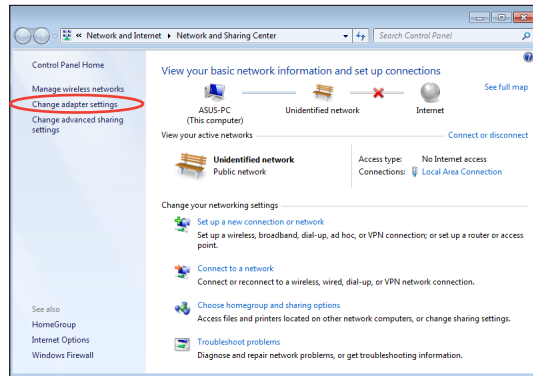 « Network and Internet ▸ Network and Sharing Center
Search Control Panel
Control Panel Home
Manage wireless networks
Change adapter settings
Change advanced sharing
settings
View your basic network information and set up connections
See full map
ASUS-PC
(This computer)
Unidentified network
Internet
View your active networks
Connect or disconnect
Unidentified network
Public network
Access type: No Internet access
Connections: Local Area Connection
Change your networking settings
Set up a new connection or network
Set up a wireless, broadband, dial-up, ad hoc, or VPN connection; or set up a router or access
point.
Connect to a network
Connect or reconnect to a wireless, wired, dial-up, or VPN network connection.
Choose homegroup and sharing options
Access files and printers located on other network computers, or change sharing settings.
Troubleshoot problems
Diagnose and repair network problems, or get troubleshooting information.
See also
HomeGroup
Internet Options
Windows Firewall